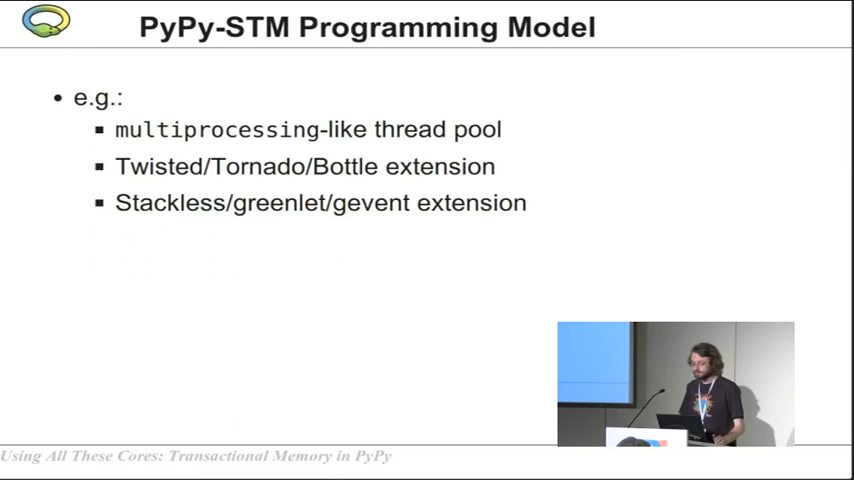 PyPy-STM Programming Model
• e.g.:
▪ multiprocessing-like thread pool
▪ Twisted/Tornado/Bottle extension
▪ Stackless/greenlet/gevent extension
Using All These Cores: Transactional Memory in PyPy